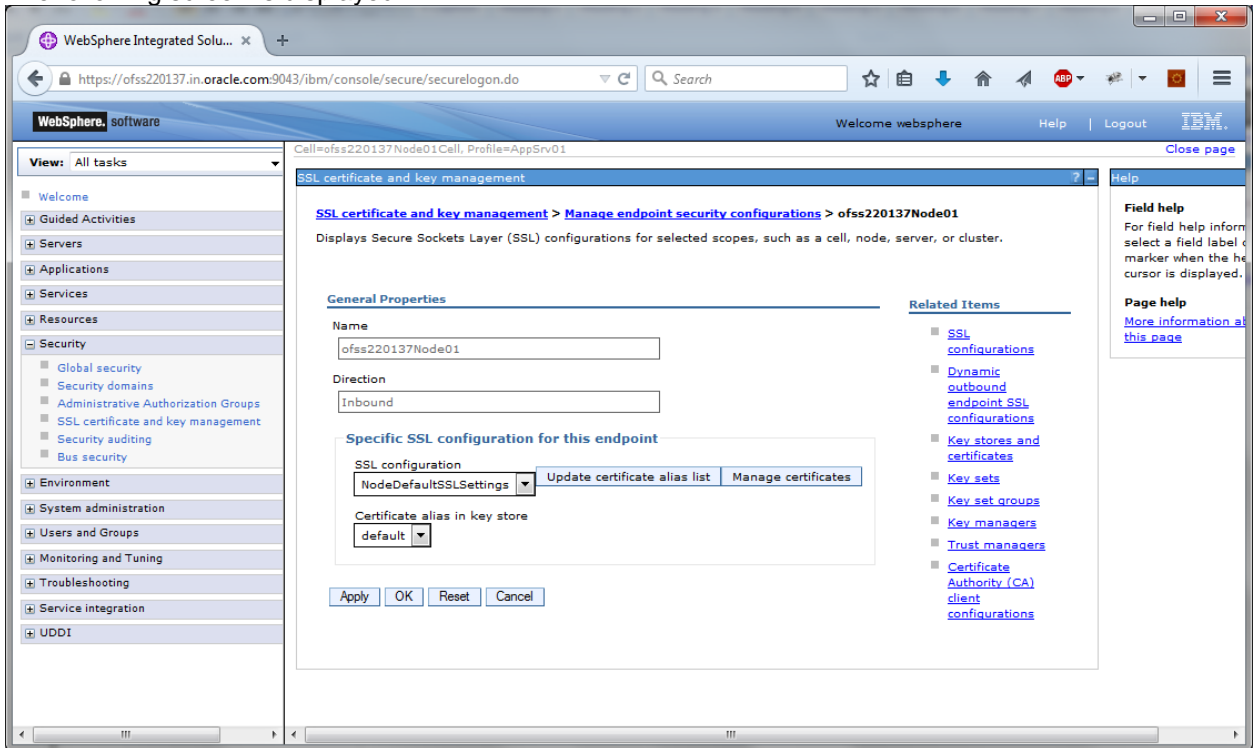 WebSphere Integrated Solu... × +
https://ofss220137.in.oracle.com:9043/ibm/console/secure/securelogon.do
Search
ABP
WebSphere. software
Welcome websphere Help | Logout IBM.
View: All tasks
Welcome
Guided Activities
Servers
Applications
Services
Resources
Security
Global security
Security domains
Administrative Authorization Groups
SSL certificate and key management
Security auditing
Bus security
Environment
System administration
Users and Groups
Monitoring and Tuning
Troubleshooting
Service integration
UDDI
Cell=ofss220137Node01Cell, Profile=AppSrv01
Close page
SSL certificate and key management ? –
SSL certificate and key management > Manage endpoint security configurations > ofss220137Node01
Displays Secure Sockets Layer (SSL) configurations for selected scopes, such as a cell, node, server, or cluster.
General Properties
Name
ofss220137Node01
Direction
Inbound
Specific SSL configuration for this endpoint
SSL configuration
NodeDefaultSSLSettings Update certificate alias list Manage certificates
Certificate alias in key store
default
Apply OK Reset Cancel
Related Items
SSL
configurations
Dynamic
outbound
endpoint SSL
configurations
Key stores and
certificates
Key sets
Key set groups
Key managers
Trust managers
Certificate
Authority (CA)
client
configurations
Help
Field help
For field help inform
select a field label
marker when the he
cursor is displayed.
Page help
More information a
this page